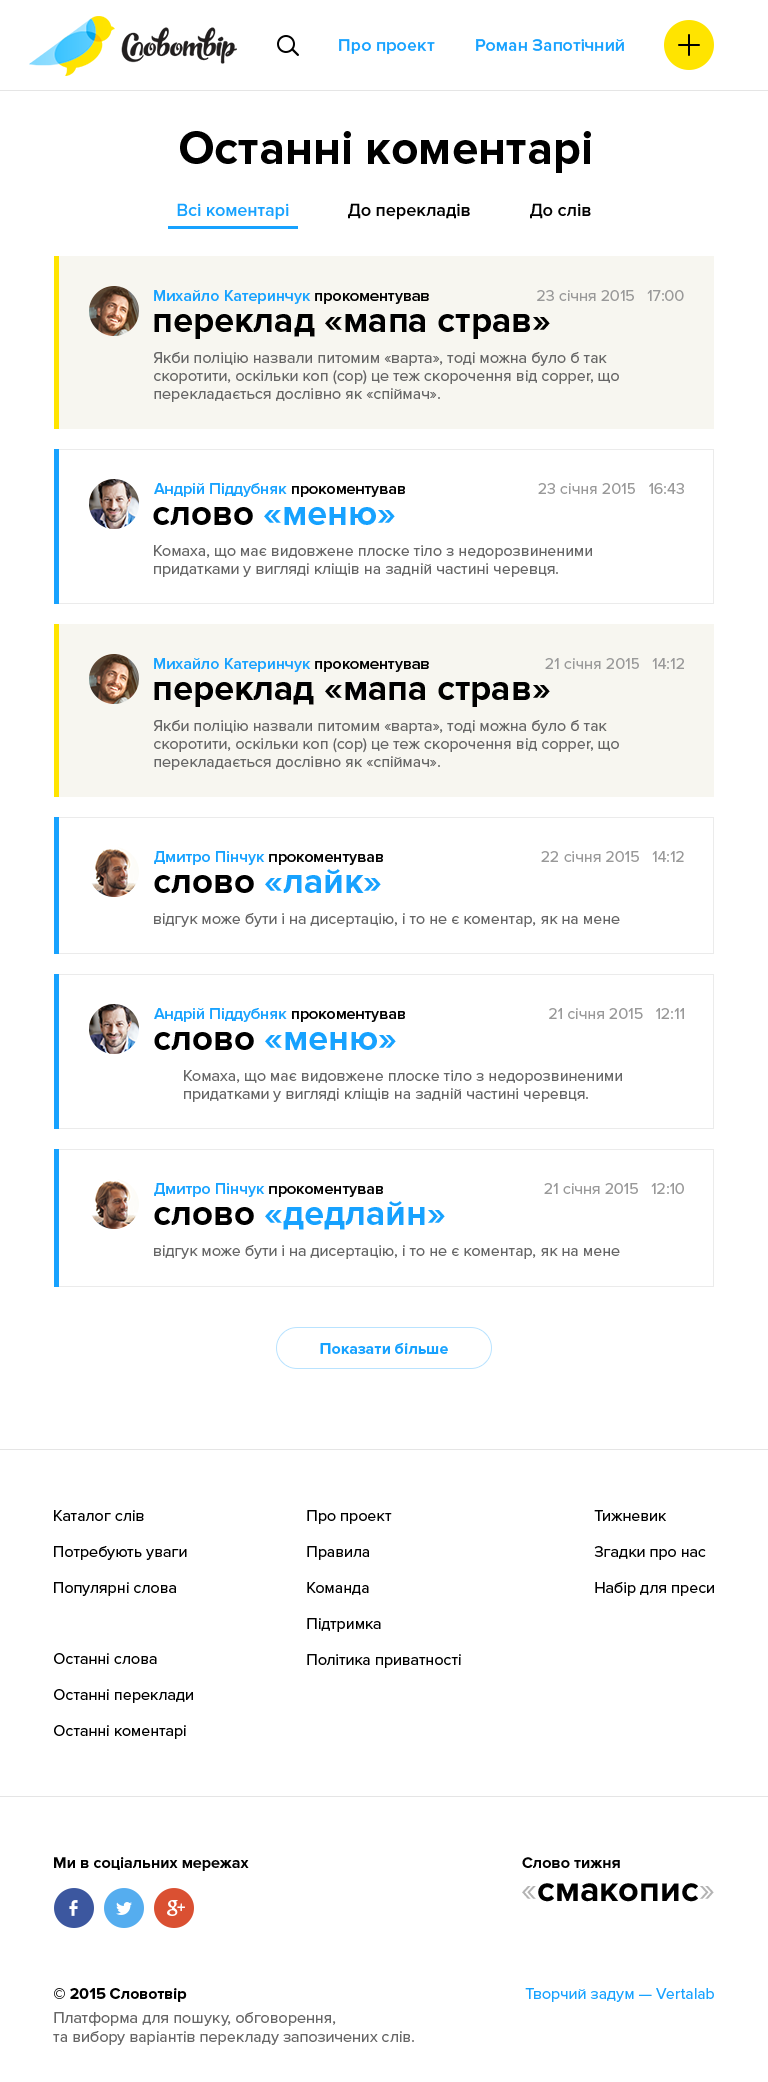 Словотвір
Про проект
Роман Запотічний
Останні коментарі
Всі коментарі
До перекладів
До слів
Михайло Катеринчук прокоментував
23 січня 2015 17:00
переклад «мапа страв»
Якби поліцію назвали питомим «варта», тоді можна було б так
скоротити, оскільки коп (cop) це теж скорочення від copper, що
перекладається дослівно як «спіймач».
Андрій Піддубняк прокоментував
23 січня 2015 16:43
слово «меню»
Комаха, що має видовжене плоске тіло з недорозвиненими
придатками у вигляді кліщів на задній частині черевця.
Михайло Катеринчук прокоментував
21 січня 2015 14:12
переклад «мапа страв»
Якби поліцію назвали питомим «варта», тоді можна було б так
скоротити, оскільки коп (cop) це теж скорочення від copper, що
перекладається дослівно як «спіймач».
Дмитро Пінчук прокоментував
22 січня 2015 14:12
слово «лайк»
відгук може бути і на дисертацію, і то не є коментар, як на мене
Андрій Піддубняк прокоментував
21 січня 2015 12:11
слово «меню»
Комаха, що має видовжене плоске тіло з недорозвиненими
придатками у вигляді кліщів на задній частині черевця.
Дмитро Пінчук прокоментував
21 січня 2015 12:10
слово «дедлайн»
відгук може бути і на дисертацію, і то не є коментар, як на мене
Показати більше
Каталог слів
Потребують уваги
Популярні слова
Останні слова
Останні переклади
Останні коментарі
Про проект
Правила
Команда
Підтримка
Політика приватності
Тижневик
Згадки про нас
Набір для преси
Ми в соціальних мережах
Слово тижня
«смакопис»
© 2015 Словотвір
Творчий задум — Vertalab
Платформа для пошуку, обговорення,
та вибору варіантів перекладу запозичених слів.